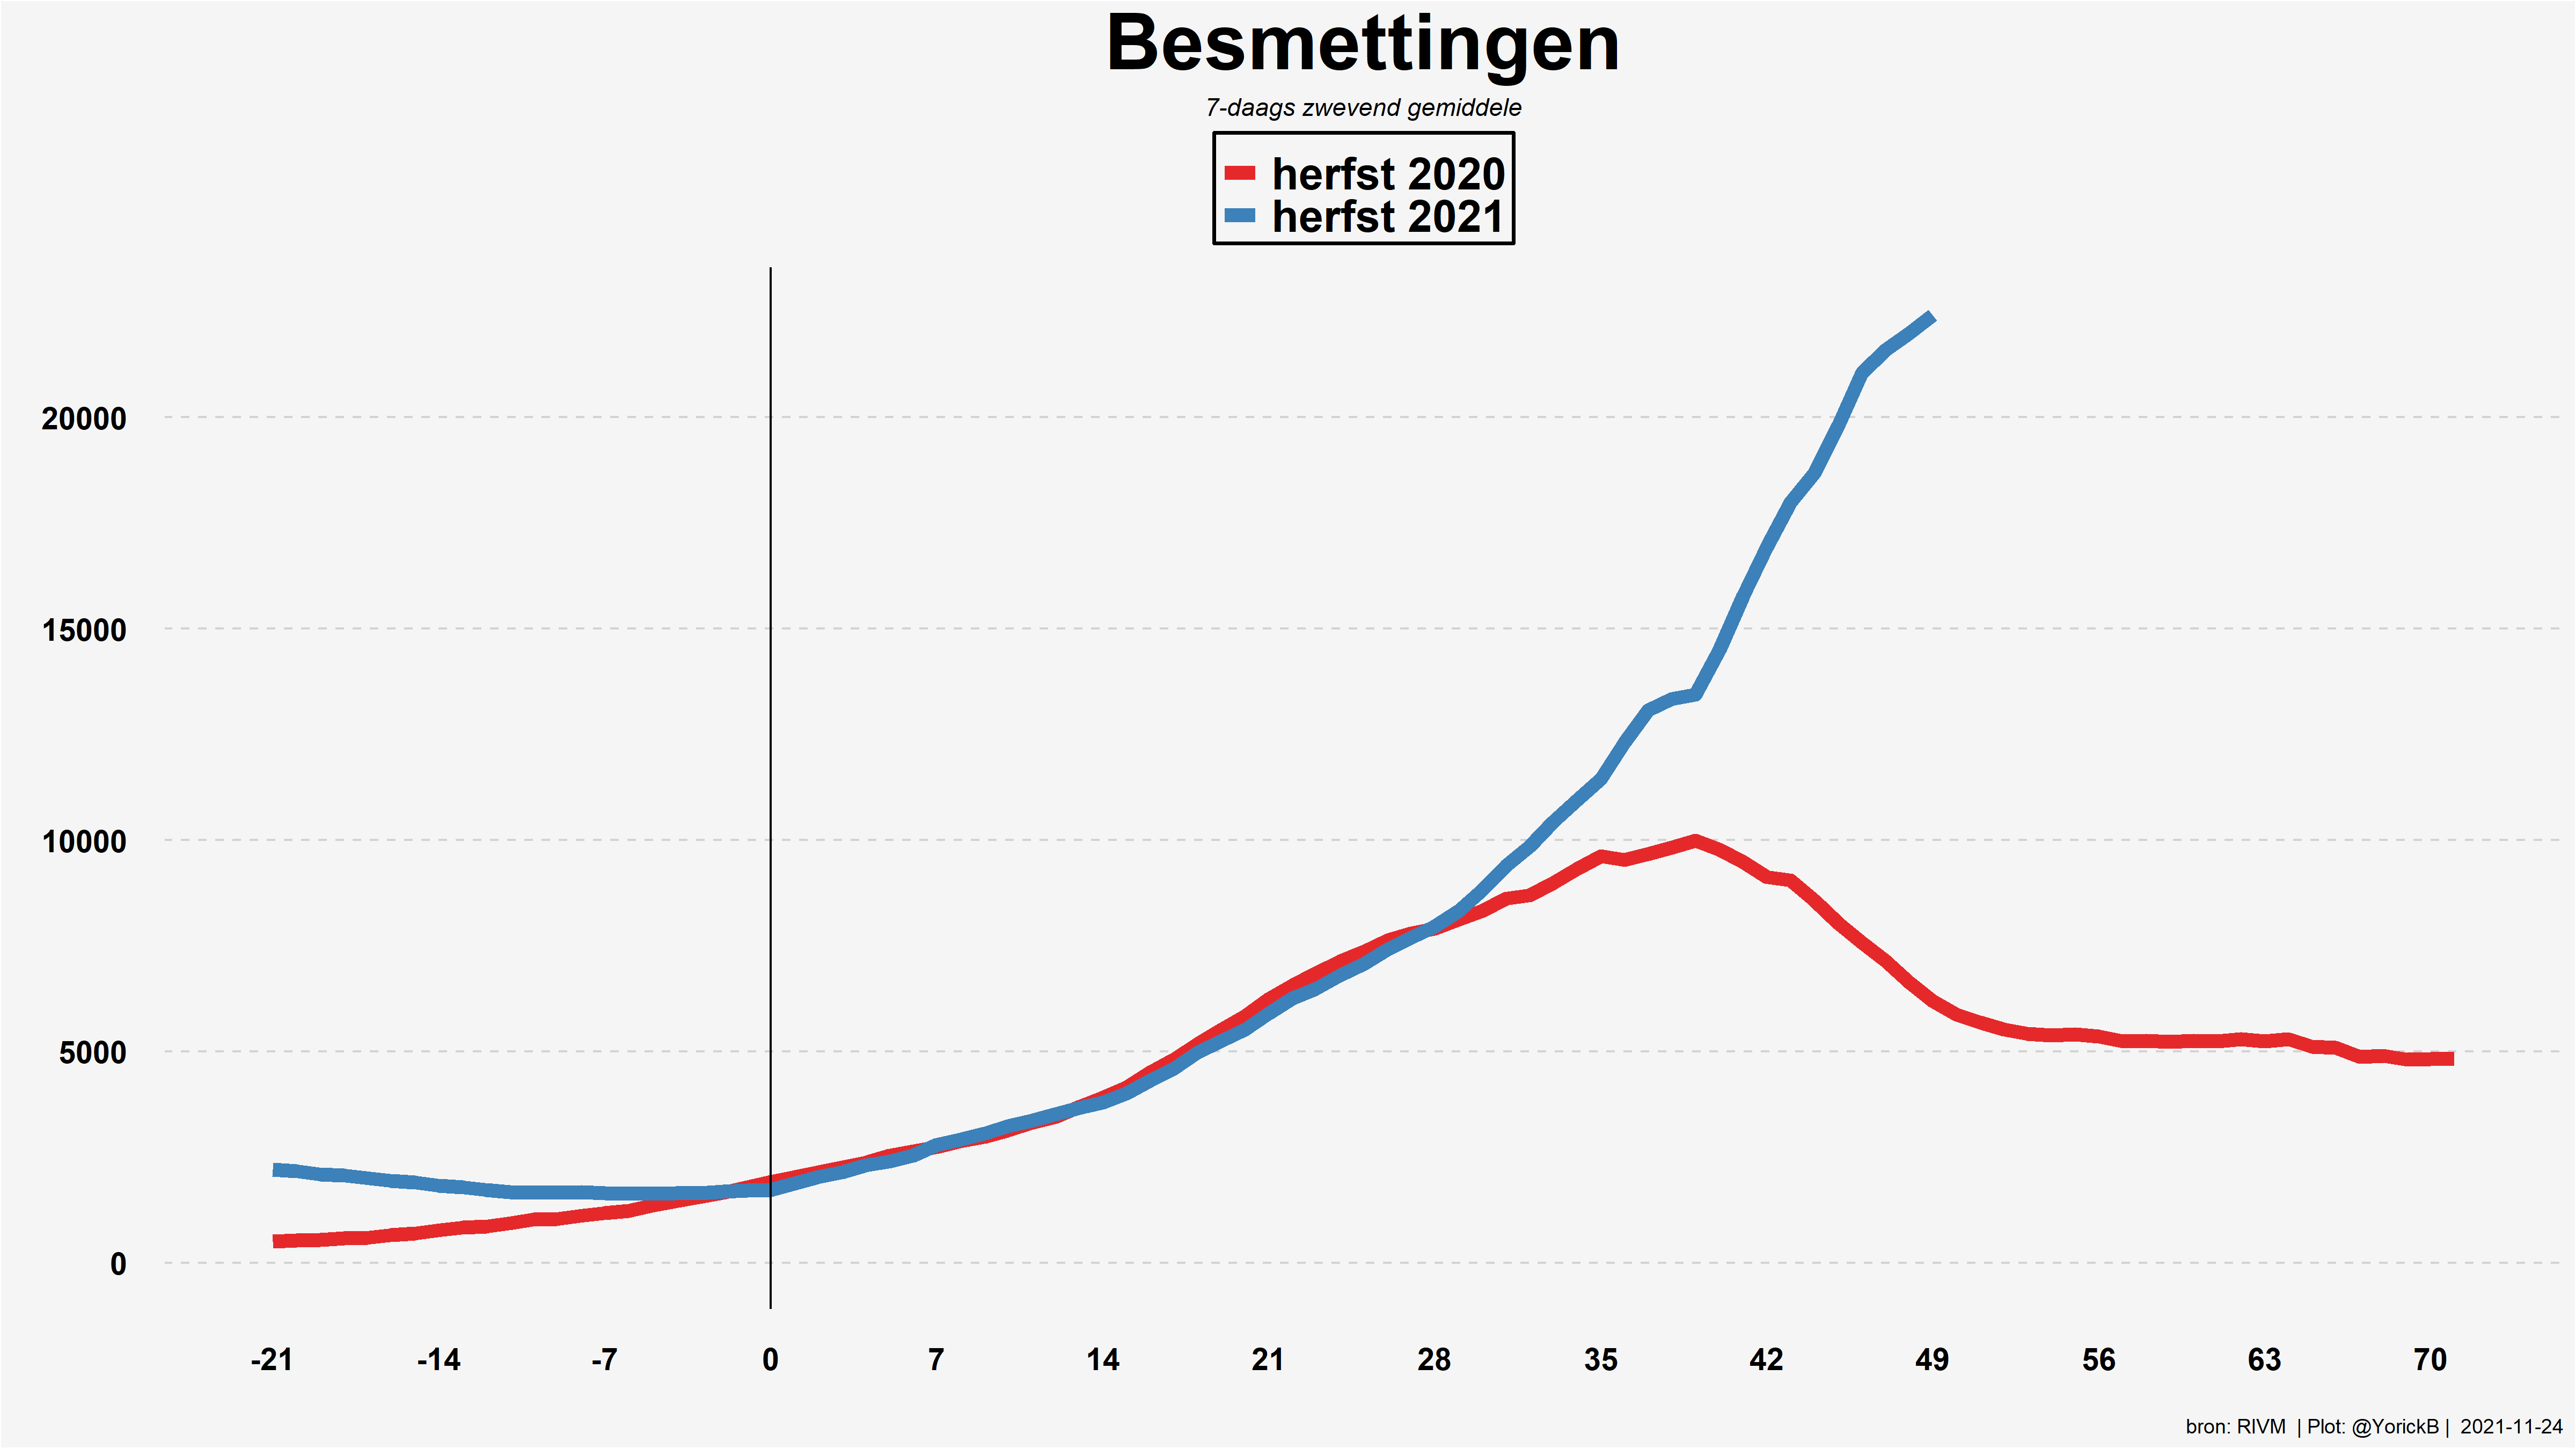 Besmettingen
7-daags zwevend gemiddele
herfst 2020
herfst 2021
20000
15000
10000
5000
0
-21 -14 -7 0 7 14 21 28 35 42 49 56 63 70
bron: RIVM | Plot: @YorickB | 2021-11-24